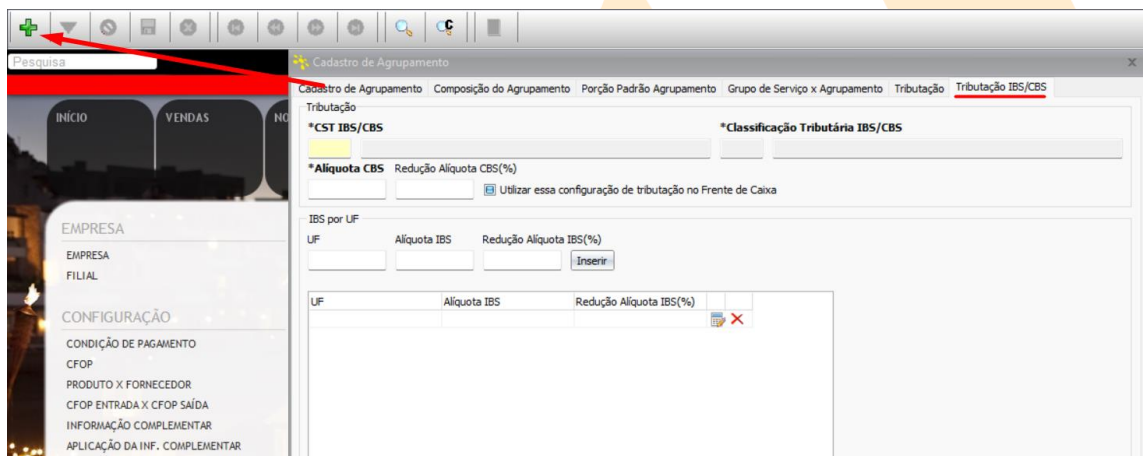 Pesquisa
Cadastro de Agrupamento
x
Cadastro de Agrupamento Composição do Agrupamento Porção Padrão Agrupamento Grupo de Serviço x Agrupamento Tributação Tributação IBS/CBS
INÍCIO
VENDAS
NO
Tributação
*CST IBS/CBS
*Classificação Tributária IBS/CBS
*Alíquota CBS Redução Alíquota CBS(%)
Utilizar essa configuração de tributação no Frente de Caixa
EMPRESA
EMPRESA
FILIAL
CONFIGURAÇÃO
CONDIÇÃO DE PAGAMENTO
CFOP
PRODUTO X FORNECEDOR
CFOP ENTRADA X CFOP SAÍDA
INFORMAÇÃO COMPLEMENTAR
APLICAÇÃO DA INF. COMPLEMENTAR
IBS por UF
UF Alíquota IBS Redução Alíquota IBS(%)
Inserir
UF Alíquota IBS Redução Alíquota IBS(%)